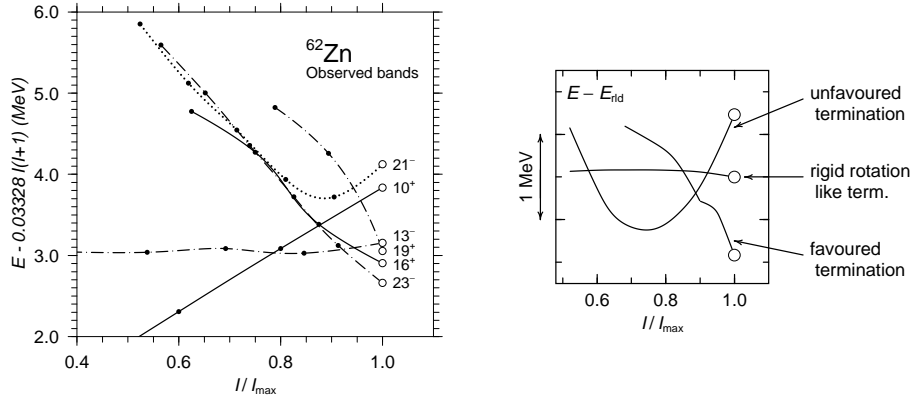 6.0
5.0
4.0
3.0
2.0
E - 0.03328 I(I+1) (MeV)
62Zn
Observed bands
21-
10+
13-
19+
16+
23-
0.4 0.6 0.8 1.0
I / Imax
E – Erld
1 MeV
unfavoured
termination
rigid rotation
like term.
favoured
termination
0.6 0.8 1.0
I / Imax